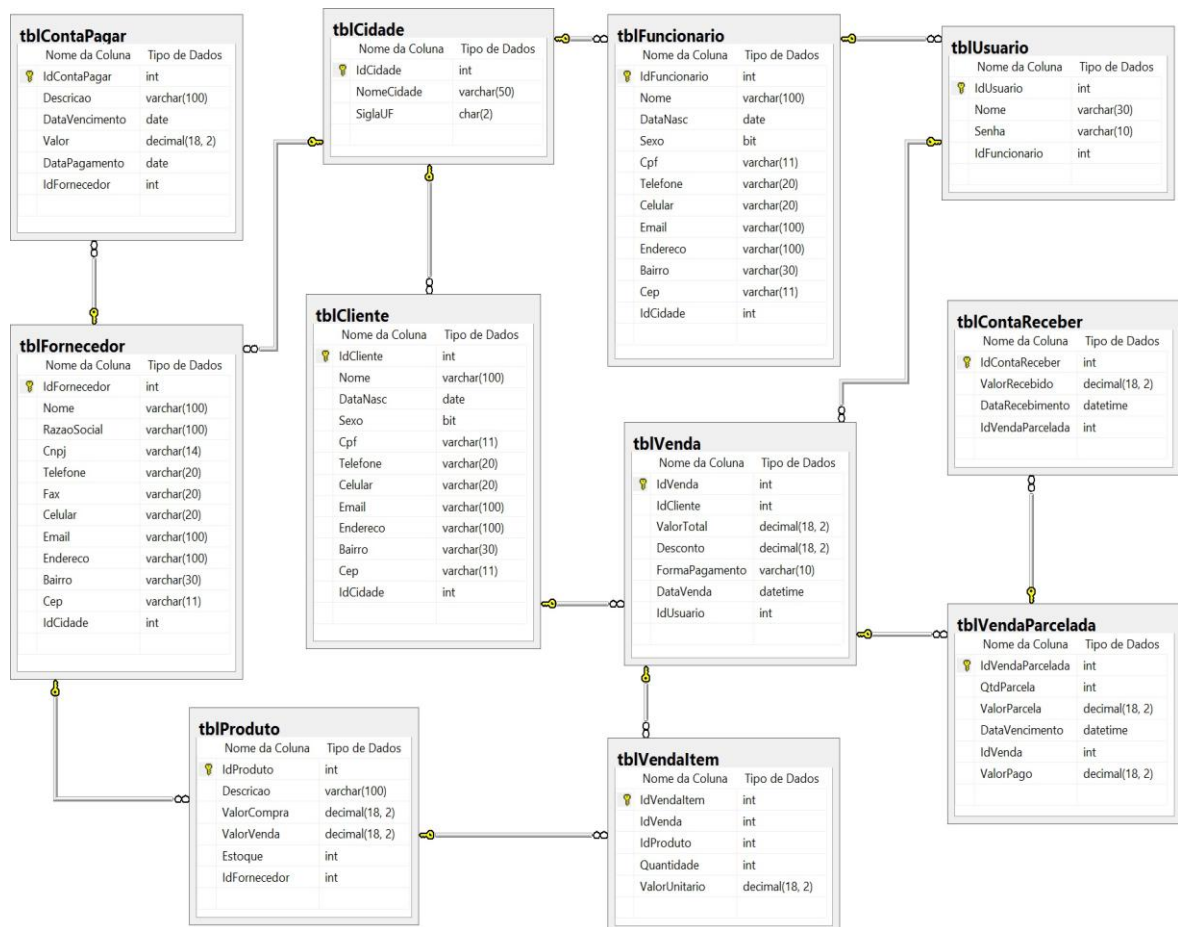 tblContaPagar
Nome da Coluna Tipo de Dados
IdContaPagar int
Descricao varchar(100)
DataVencimento date
Valor decimal(18, 2)
DataPagamento date
IdFornecedor int
tblCidade
Nome da Coluna Tipo de Dados
IdCidade int
NomeCidade varchar(50)
SiglaUF char(2)
tblFuncionario
Nome da Coluna Tipo de Dados
IdFuncionario int
Nome varchar(100)
DataNasc date
Sexo bit
Cpf varchar(11)
Telefone varchar(20)
Celular varchar(20)
Email varchar(100)
Endereco varchar(100)
Bairro varchar(30)
Cep varchar(11)
IdCidade int
tblUsuario
Nome da Coluna Tipo de Dados
IdUsuario int
Nome varchar(30)
Senha varchar(10)
IdFuncionario int
tblFornecedor
Nome da Coluna Tipo de Dados
IdFornecedor int
Nome varchar(100)
RazaoSocial varchar(100)
Cnpj varchar(14)
Telefone varchar(20)
Fax varchar(20)
Celular varchar(20)
Email varchar(100)
Endereco varchar(100)
Bairro varchar(30)
Cep varchar(11)
IdCidade int
tblCliente
Nome da Coluna Tipo de Dados
IdCliente int
Nome varchar(100)
DataNasc date
Sexo bit
Cpf varchar(11)
Telefone varchar(20)
Celular varchar(20)
Email varchar(100)
Endereco varchar(100)
Bairro varchar(30)
Cep varchar(11)
IdCidade int
tblVenda
Nome da Coluna Tipo de Dados
IdVenda int
IdCliente int
ValorTotal decimal(18, 2)
Desconto decimal(18, 2)
FormaPagamento varchar(10)
DataVenda datetime
IdUsuario int
tblContaReceber
Nome da Coluna Tipo de Dados
IdContaReceber int
ValorRecebido decimal(18, 2)
DataRecebimento datetime
IdVendaParcelada int
tblVendaParcelada
Nome da Coluna Tipo de Dados
IdVendaParcelada int
QtdParcela int
ValorParcela decimal(18, 2)
DataVencimento datetime
IdVenda int
ValorPago decimal(18, 2)
tblProduto
Nome da Coluna Tipo de Dados
IdProduto int
Descricao varchar(100)
ValorCompra decimal(18, 2)
ValorVenda decimal(18, 2)
Estoque int
IdFornecedor int
tblVendaItem
Nome da Coluna Tipo de Dados
IdVendaItem int
IdVenda int
IdProduto int
Quantidade int
ValorUnitario decimal(18, 2)